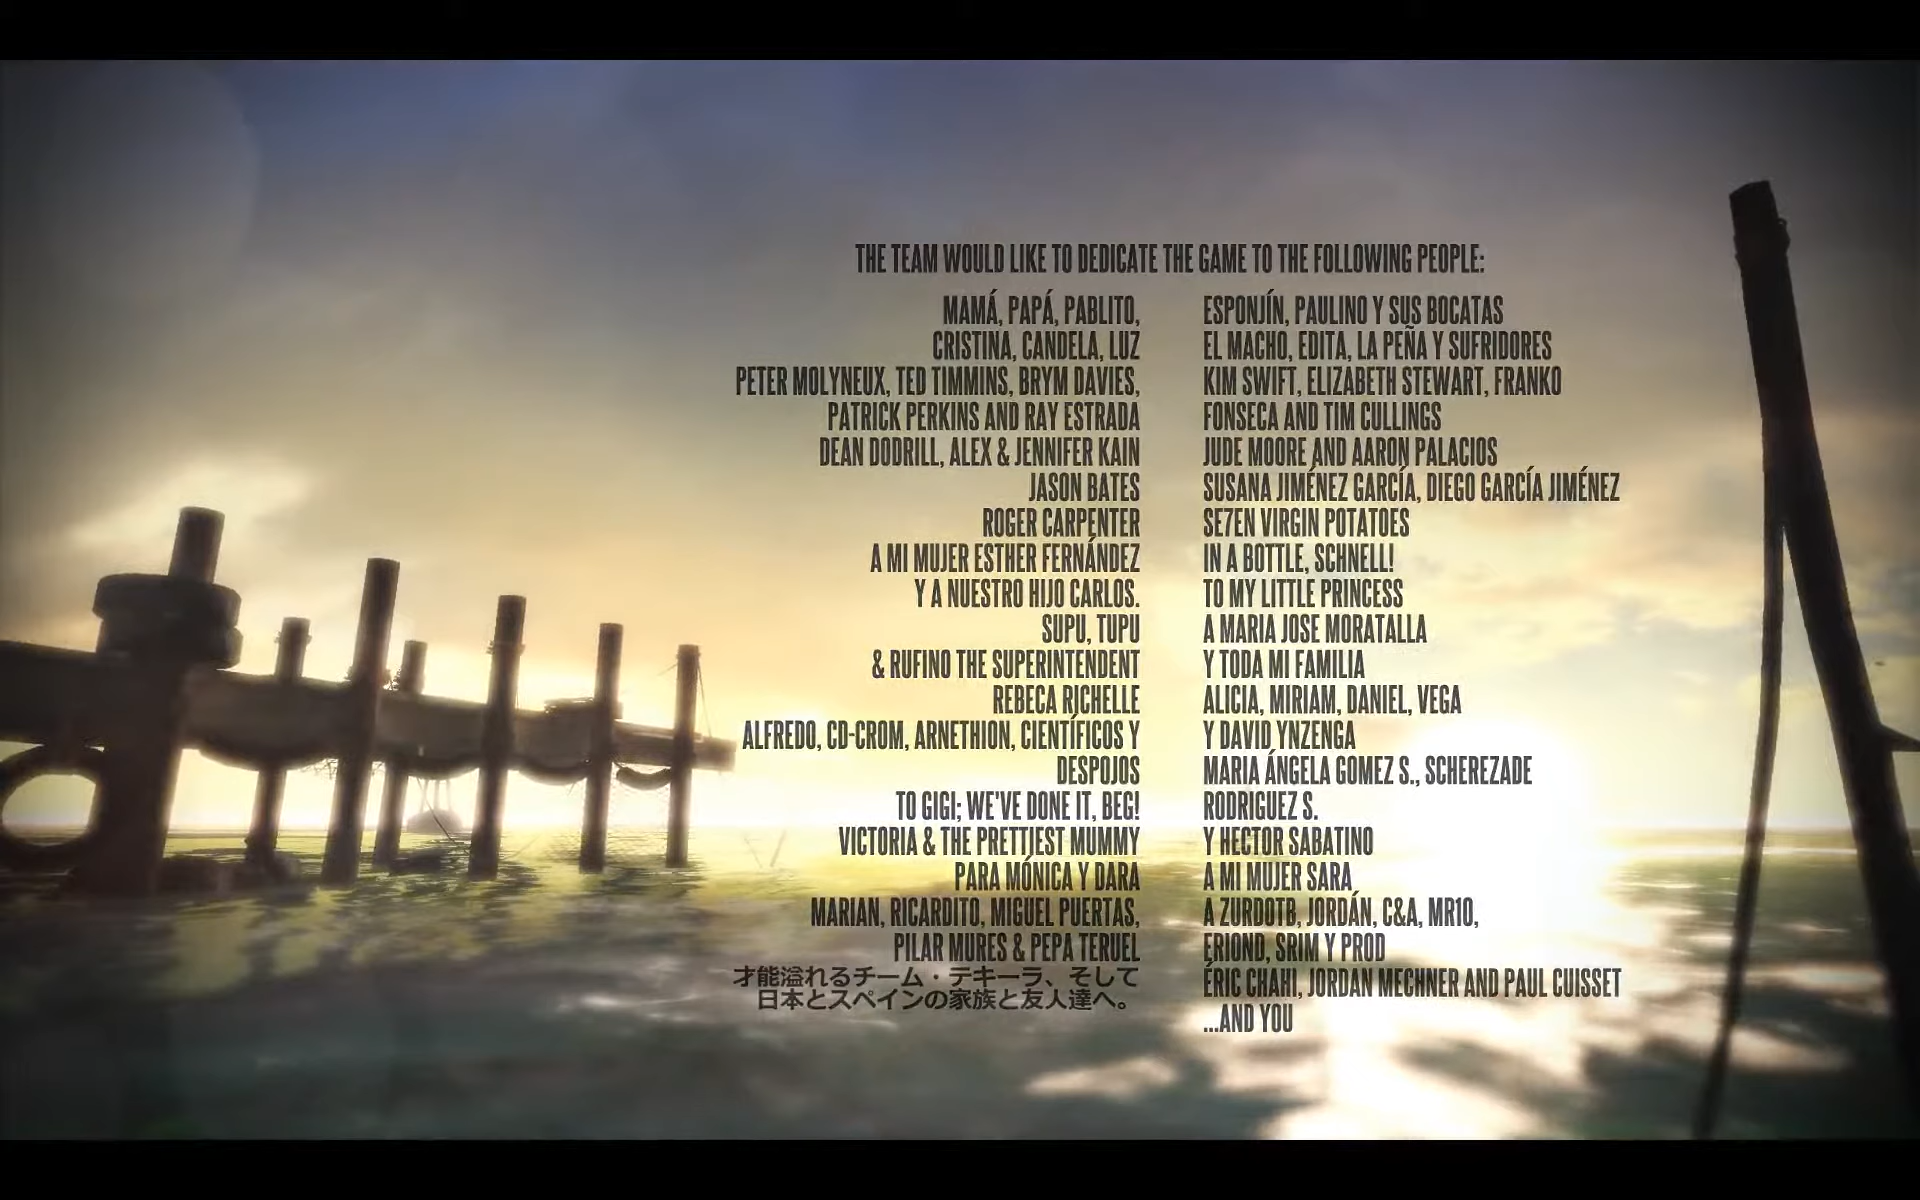 THE TEAM WOULD LIKE TO DEDICATE THE GAME TO THE FOLLOWING PEOPLE:
MAMÁ, PAPÁ, PABLITO,
CRISTINA, CANDELA, LUZ
PETER MOLYNEUX, TED TIMMINS, BRYM DAVIES,
PATRICK PERKINS AND RAY ESTRADA
DEAN DODRILL, ALEX & JENNIFER KAIN
JASON BATES
ROGER CARPENTER
A MI MUJER ESTHER FERNÁNDEZ
Y A NUESTRO HIJO CARLOS.
SUPU, TUPU
& RUFINO THE SUPERINTENDENT
REBECA RICHELLE
ALFREDO, CD-CROM, ARNETHION, CIENTÍFICOS Y
DESPOJOS
TO GIGI; WE'VE DONE IT, BEG!
VICTORIA & THE PRETTIEST MUMMY
PARA MÓNICA Y DARA
MARIAN, RICARDITO, MIGUEL PUERTAS,
PILAR MURES & PEPA TERUEL
才能溢れるチーム・テキーラ、そして
日本とスペインの家族と友人達へ。
ESPONJÍN, PAULINO Y SUS BOCATAS
EL MACHO, EDITA, LA PEÑA Y SUFRIDORES
KIM SWIFT, ELIZABETH STEWART, FRANKO
FONSECA AND TIM CULLINGS
JUDE MOORE AND AARON PALACIOS
SUSANA JIMÉNEZ GARCÍA, DIEGO GARCÍA JIMÉNEZ
SE7EN VIRGIN POTATOES
IN A BOTTLE, SCHNELL!
TO MY LITTLE PRINCESS
A MARIA JOSE MORATALLA
Y TODA MI FAMILIA
ALICIA, MIRIAM, DANIEL, VEGA
Y DAVID YNZENGA
MARIA ÁNGELA GOMEZ S., SCHEREZADE
RODRIGUEZ S.
Y HECTOR SABATINO
A MI MUJER SARA
A ZURDOTB, JORDÁN, C&A, MR10,
ERIOND, SRIM Y PROD
ÉRIC CHAHI, JORDAN MECHNER AND PAUL CUISSET
...AND YOU